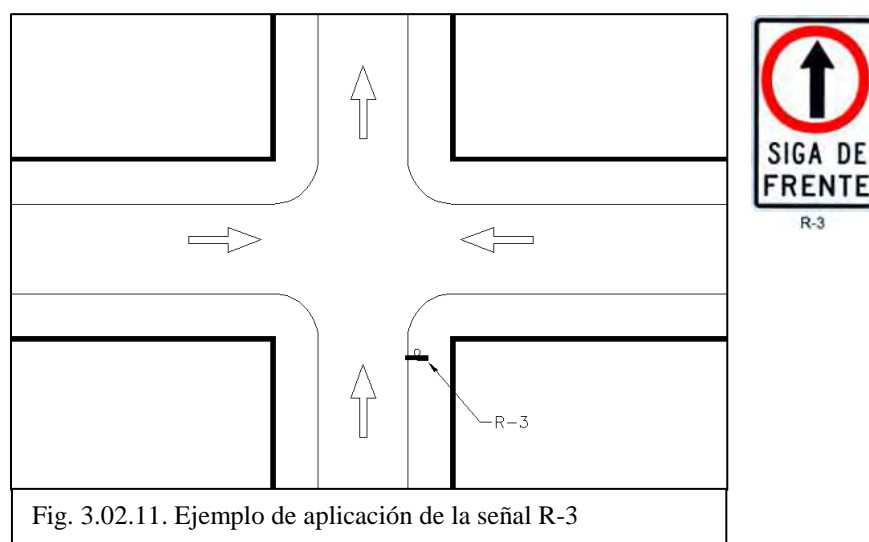 SIGA DE
FRENTE
R-3
R-3
Fig. 3.02.11. Ejemplo de aplicación de la señal R-3